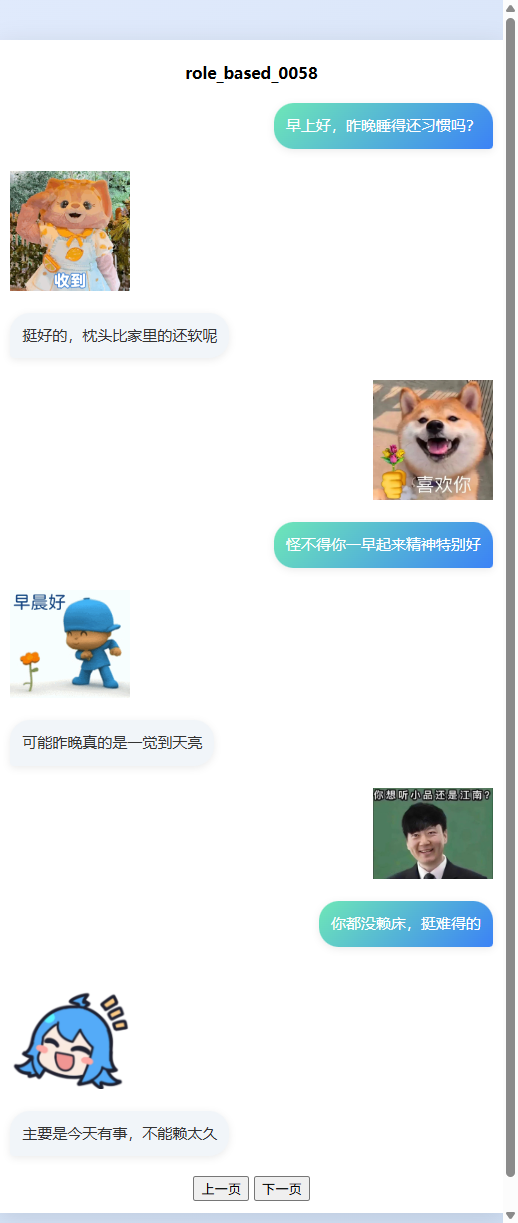 role_based_0058
早上好，昨晚睡得还习惯吗？
收到
挺好的，枕头比家里的还软呢
喜欢你
怪不得你一早起来精神特别好
早晨好
可能昨晚真的是一觉到天亮
你想听小品还是江南？
你都没赖床，挺难得的
主要是今天有事，不能赖太久
上一页 下一页